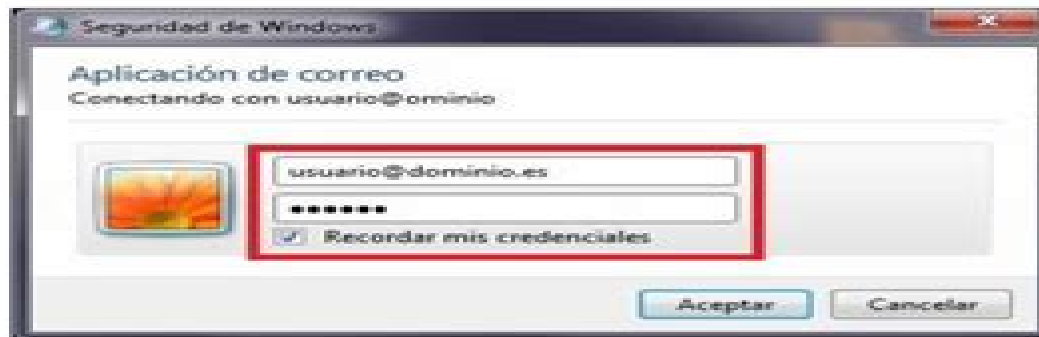 Seguridad de Windows
Aplicación de correo
Conectando con usuario@ominio
usuario@dominio.es
••••••
Recordar mis credenciales
Aceptar
Cancelar